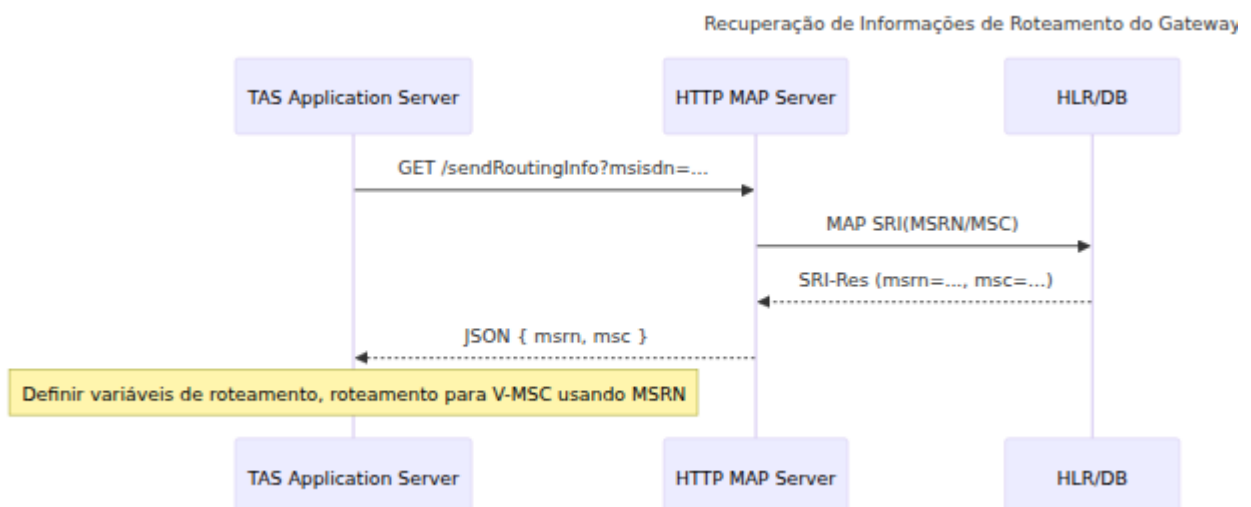 Recuperação de Informações de Roteamento do Gateway
TAS Application Server
HTTP MAP Server
HLR/DB
GET /sendRoutingInfo?msisdn=...
MAP SRI(MSRN/MSC)
SRI-Res (msrn=..., msc=...)
JSON { msrn, msc }
Definir variáveis de roteamento, roteamento para V-MSC usando MSRN
TAS Application Server
HTTP MAP Server
HLR/DB